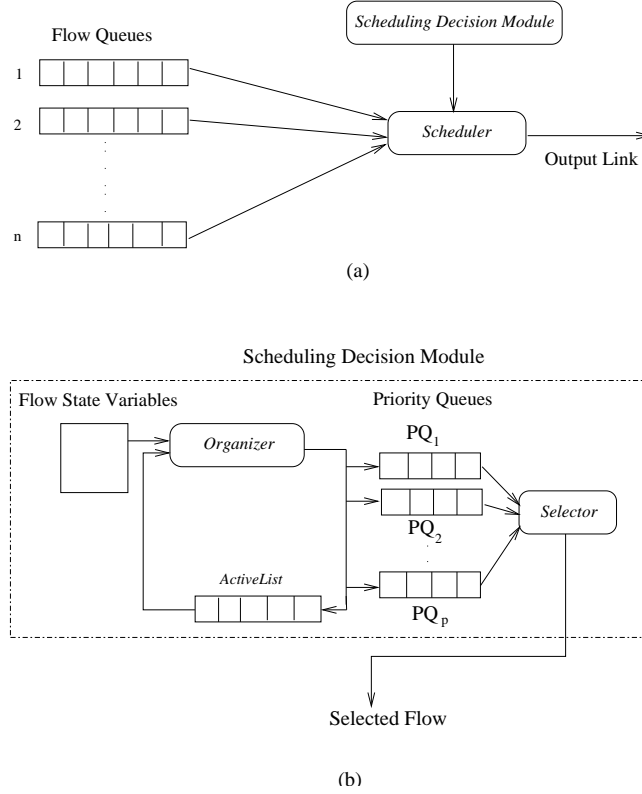 Scheduling Decision Module
Flow Queues
1
2
Scheduler
Output Link
n
(a)
Scheduling Decision Module
Flow State Variables
Priority Queues
Organizer
PQ1
PQ2
Selector
ActiveList
PQp
Selected Flow
(b)